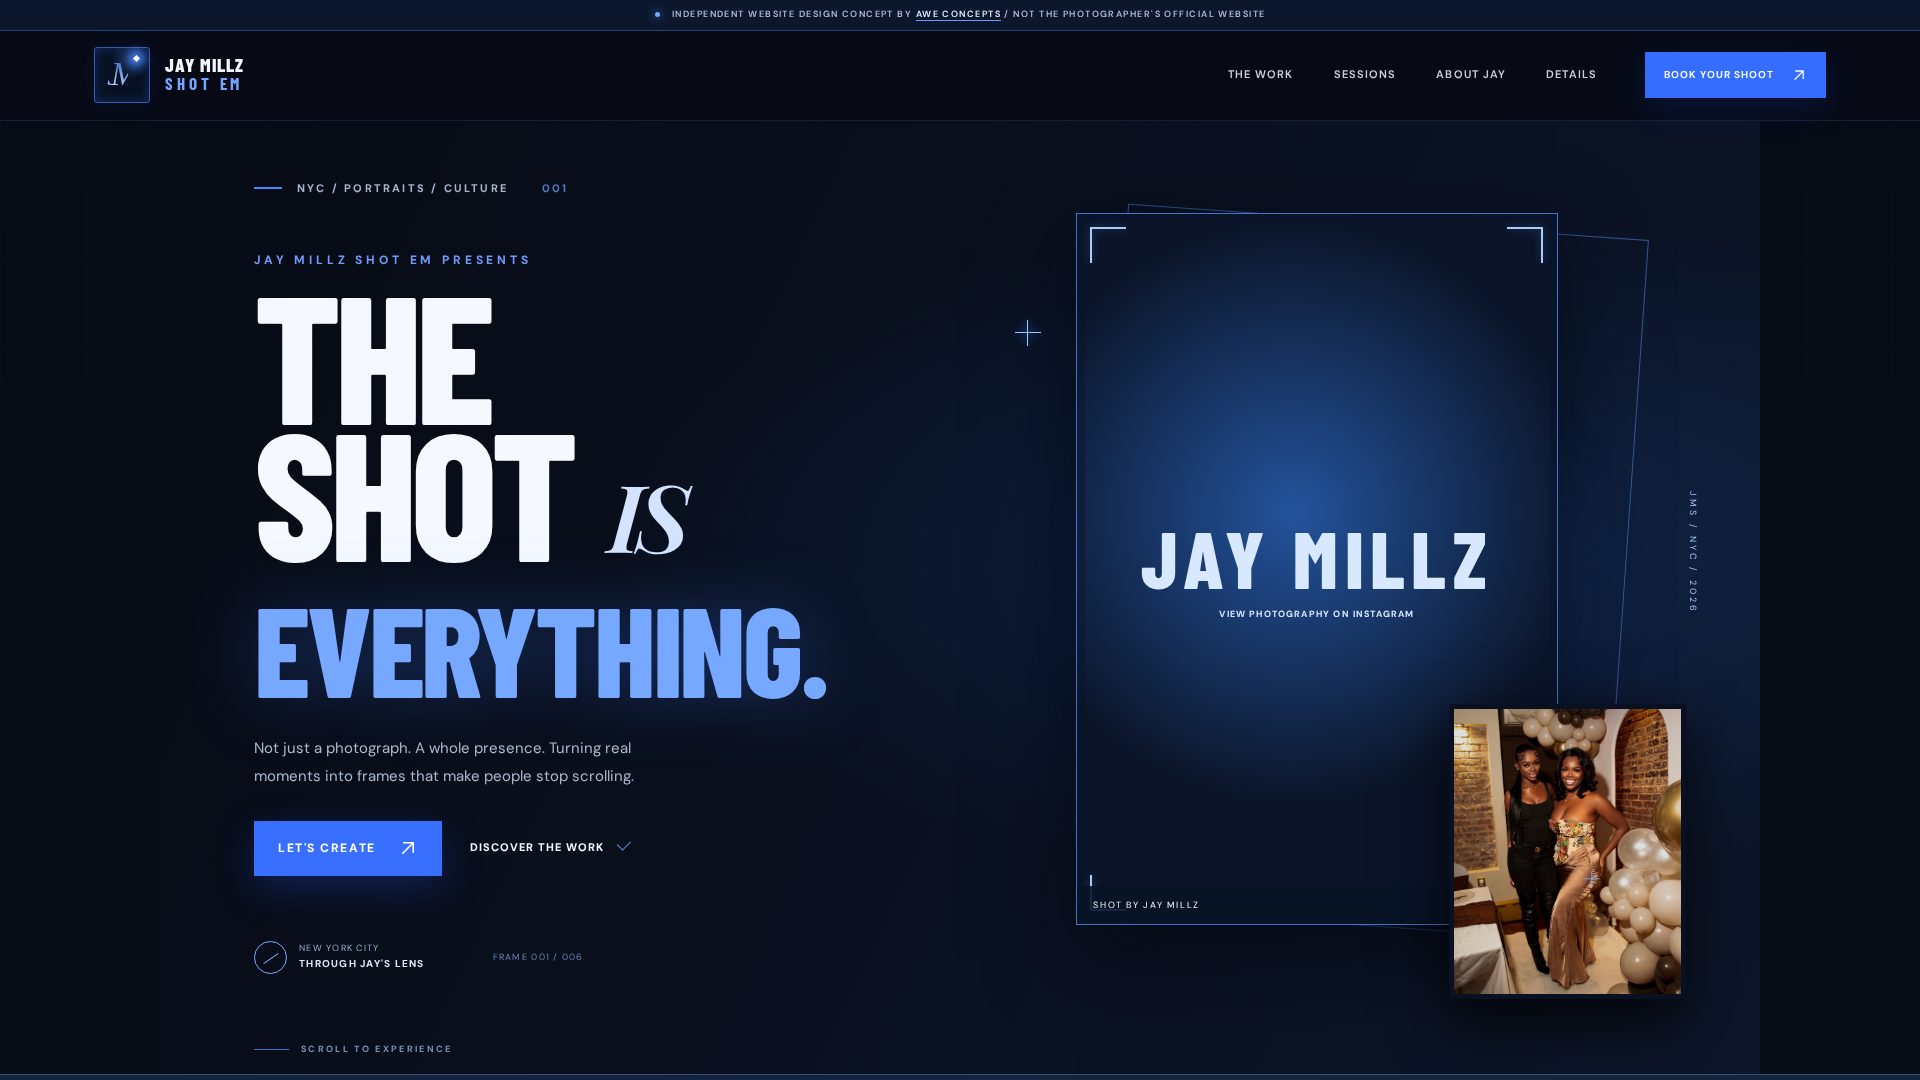 INDEPENDENT WEBSITE DESIGN CONCEPT BY AWE CONCEPTS / NOT THE PHOTOGRAPHER'S OFFICIAL WEBSITE
JAY MILLZ
SHOT EM
THE WORK
SESSIONS
ABOUT JAY
DETAILS
BOOK YOUR SHOOT
NYC / PORTRAITS / CULTURE 001
JAY MILLZ SHOT EM PRESENTS
THE
SHOT IS
EVERYTHING.
Not just a photograph. A whole presence. Turning real
moments into frames that make people stop scrolling.
LET'S CREATE
DISCOVER THE WORK
NEW YORK CITY
THROUGH JAY'S LENS
FRAME 001 / 006
SCROLL TO EXPERIENCE
JAY MILLZ
VIEW PHOTOGRAPHY ON INSTAGRAM
SHOT BY JAY MILLZ
JMS / NYC / 2026